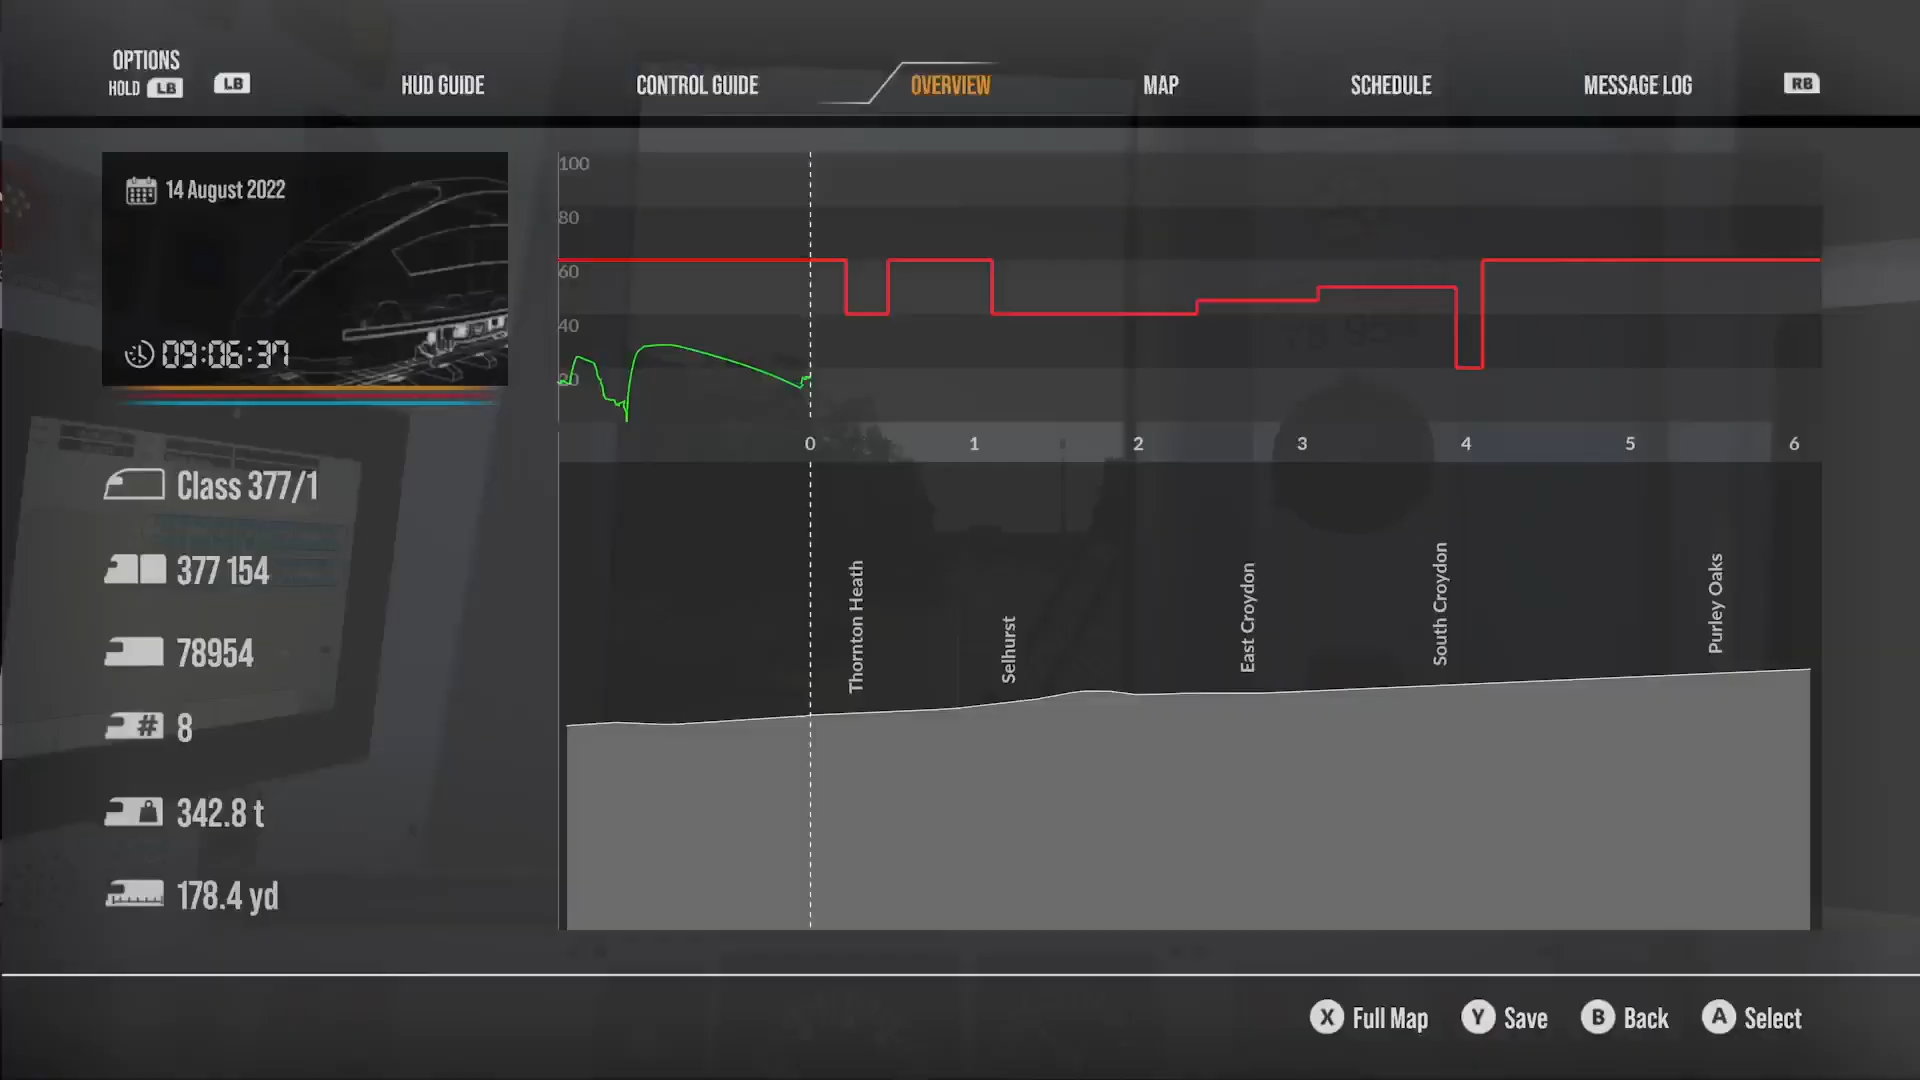 OPTIONS
HOLD LB
LB
HUD GUIDE
CONTROL GUIDE
OVERVIEW
MAP
SCHEDULE
MESSAGE LOG
RB
14 August 2022
09:06:37
Class 377/1
377 154
78954
# 8
342.8 t
178.4 yd
100
80
60
40
20
0 1 2 3 4 5 6
Thornton Heath
Selhurst
East Croydon
South Croydon
Purley Oaks
X Full Map
Y Save
B Back
A Select